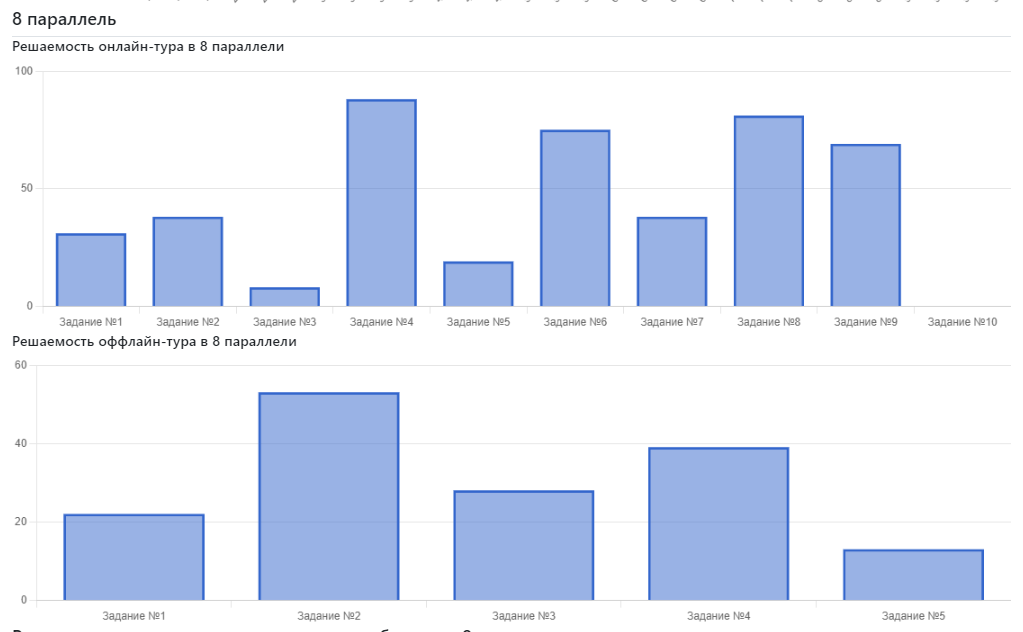 8 параллель
Решаемость онлайн-тура в 8 параллели
100
50
0
Задание №1 Задание №2 Задание №3 Задание №4 Задание №5 Задание №6 Задание №7 Задание №8 Задание №9 Задание №10
Решаемость оффлайн-тура в 8 параллели
60
40
20
0
Задание №1 Задание №2 Задание №3 Задание №4 Задание №5